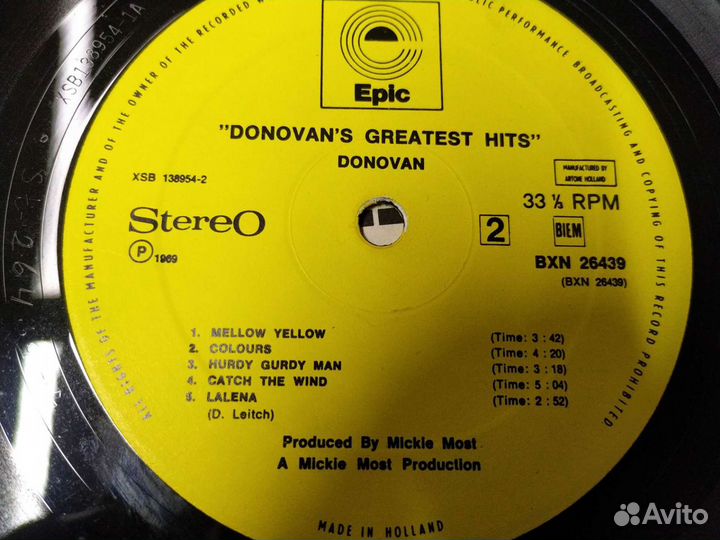 ALL RIGHTS OF THE MANUFACTURER AND OF THE OWNER OF THE RECORDED
PUBLIC PERFORMANCE BROADCASTING AND COPYING OF THIS RECORD PROHIBITED
XSB138954-1A
Epic
"DONOVAN'S GREATEST HITS"
DONOVAN
XSB 138954-2
MANUFACTURED BY
ARTONE HOLLAND
33 ⅓ RPM
Stereo
2
BIEM
P 1969
BXN 26439
(BXN 26439)
1. MELLOW YELLOW (Time: 3 : 42)
2. COLOURS (Time: 4 : 20)
3. HURDY GURDY MAN (Time: 3 : 18)
4. CATCH THE WIND (Time: 5 : 04)
5. LALENA (Time: 2 : 52)
(D. Leitch)
Produced By Mickie Most
A Mickie Most Production
MADE IN HOLLAND
Avito